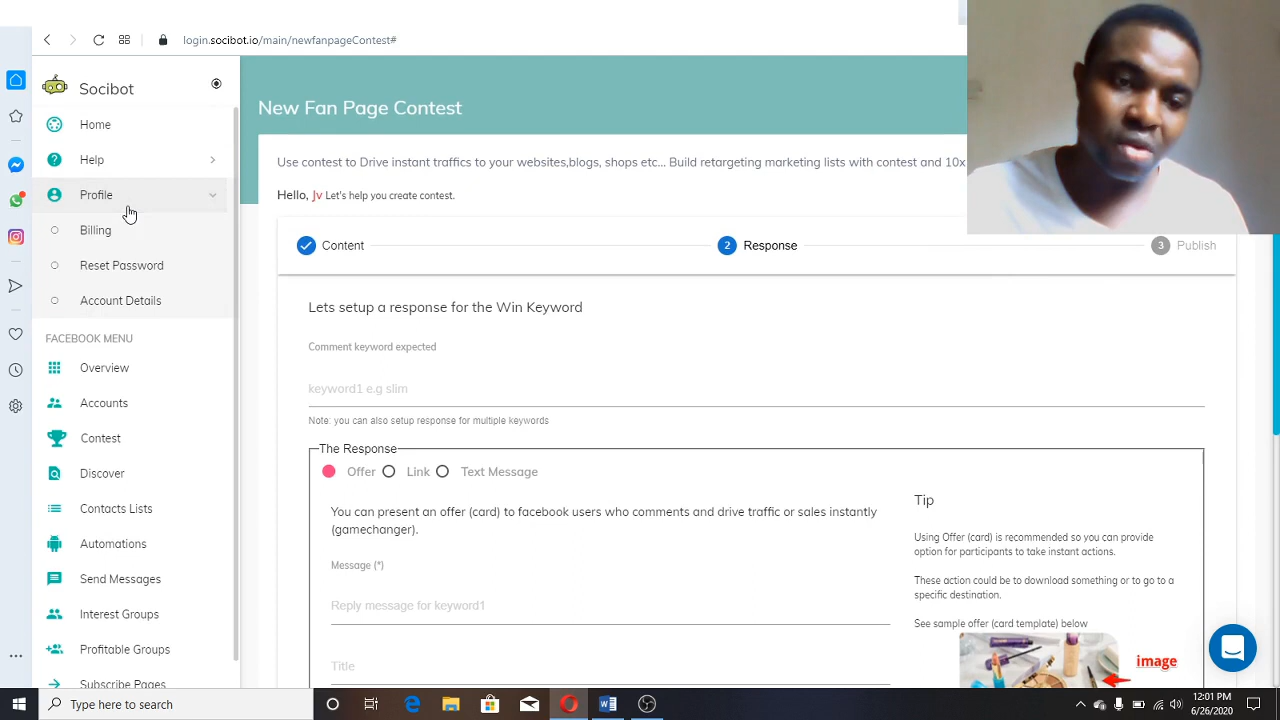 login.socibot.io/main/newfanpageContest#
Socibot
Home
Help
Profile
Billing
Reset Password
Account Details
FACEBOOK MENU
Overview
Accounts
Contest
Discover
Contacts Lists
Automations
Send Messages
Interest Groups
Profitable Groups
Subscribe Pages
New Fan Page Contest
Use contest to Drive instant traffics to your websites,blogs, shops etc... Build retargeting marketing lists with contest and 10x
Hello, Jv Let's help you create contest.
Content
2 Response
3 Publish
Lets setup a response for the Win Keyword
Comment keyword expected
keyword1 e.g slim
Note: you can also setup response for multiple keywords
The Response
Offer Link Text Message
You can present an offer (card) to facebook users who comments and drive traffic or sales instantly
(gamechanger).
Message (*)
Reply message for keyword1
Title
Tip
Using Offer (card) is recommended so you can provide
option for participants to take instant actions.
These action could be to download something or to go to a
specific destination.
See sample offer (card template) below
image
Type here to search
12:01 PM
6/26/2020